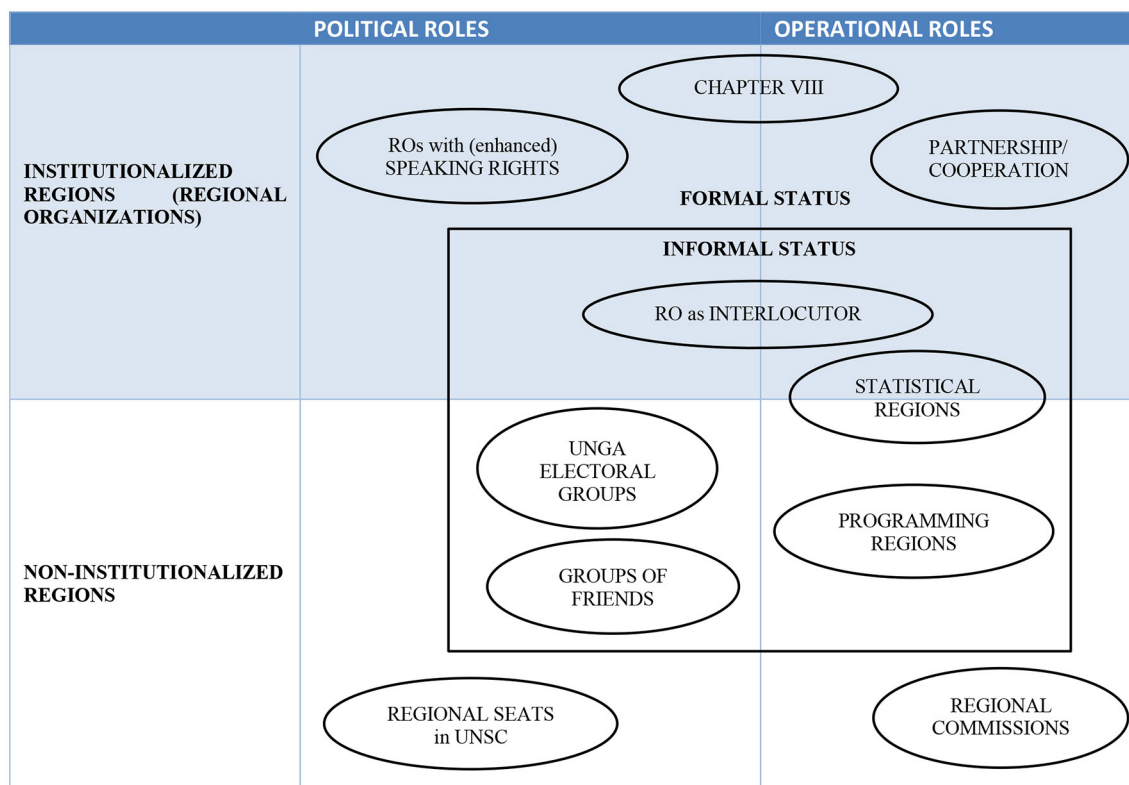 POLITICAL ROLES
OPERATIONAL ROLES
CHAPTER VIII
ROs with (enhanced)
SPEAKING RIGHTS
PARTNERSHIP/
COOPERATION
INSTITUTIONALIZED
REGIONS (REGIONAL
ORGANIZATIONS)
FORMAL STATUS
INFORMAL STATUS
RO as INTERLOCUTOR
STATISTICAL
REGIONS
UNGA
ELECTORAL
GROUPS
PROGRAMMING
REGIONS
NON-INSTITUTIONALIZED
REGIONS
GROUPS OF
FRIENDS
REGIONAL SEATS
in UNSC
REGIONAL
COMMISSIONS